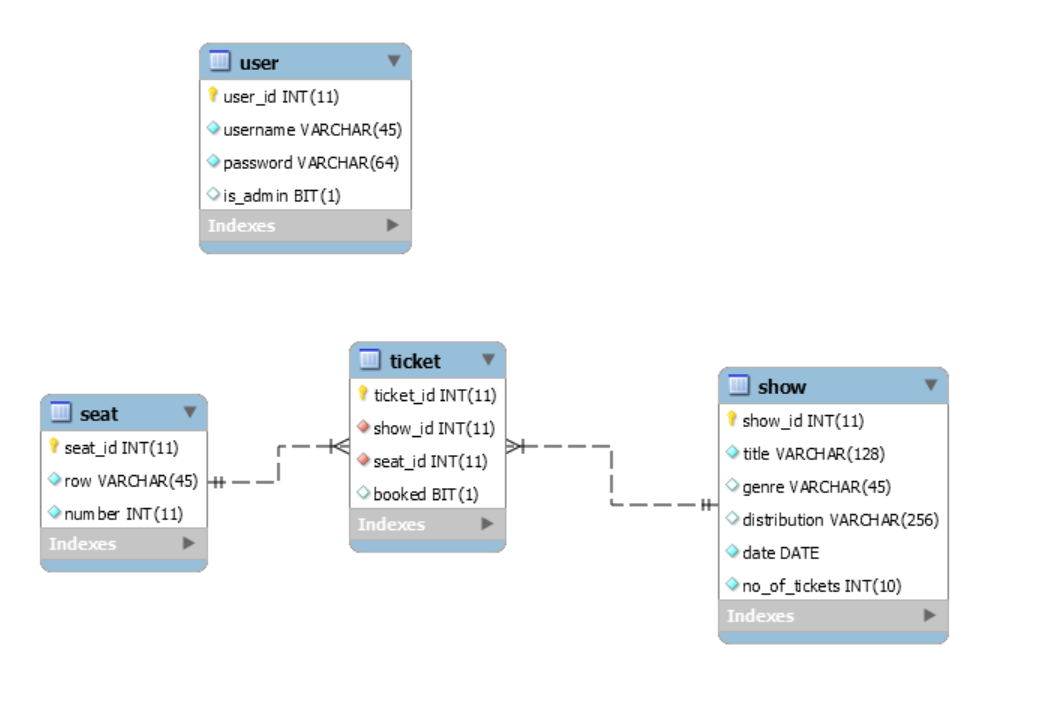 user
user_id INT(11)
username VARCHAR(45)
password VARCHAR(64)
is_admin BIT(1)
Indexes
seat
seat_id INT(11)
row VARCHAR(45)
number INT(11)
Indexes
ticket
ticket_id INT(11)
show_id INT(11)
seat_id INT(11)
booked BIT(1)
Indexes
show
show_id INT(11)
title VARCHAR(128)
genre VARCHAR(45)
distribution VARCHAR(256)
date DATE
no_of_tickets INT(10)
Indexes